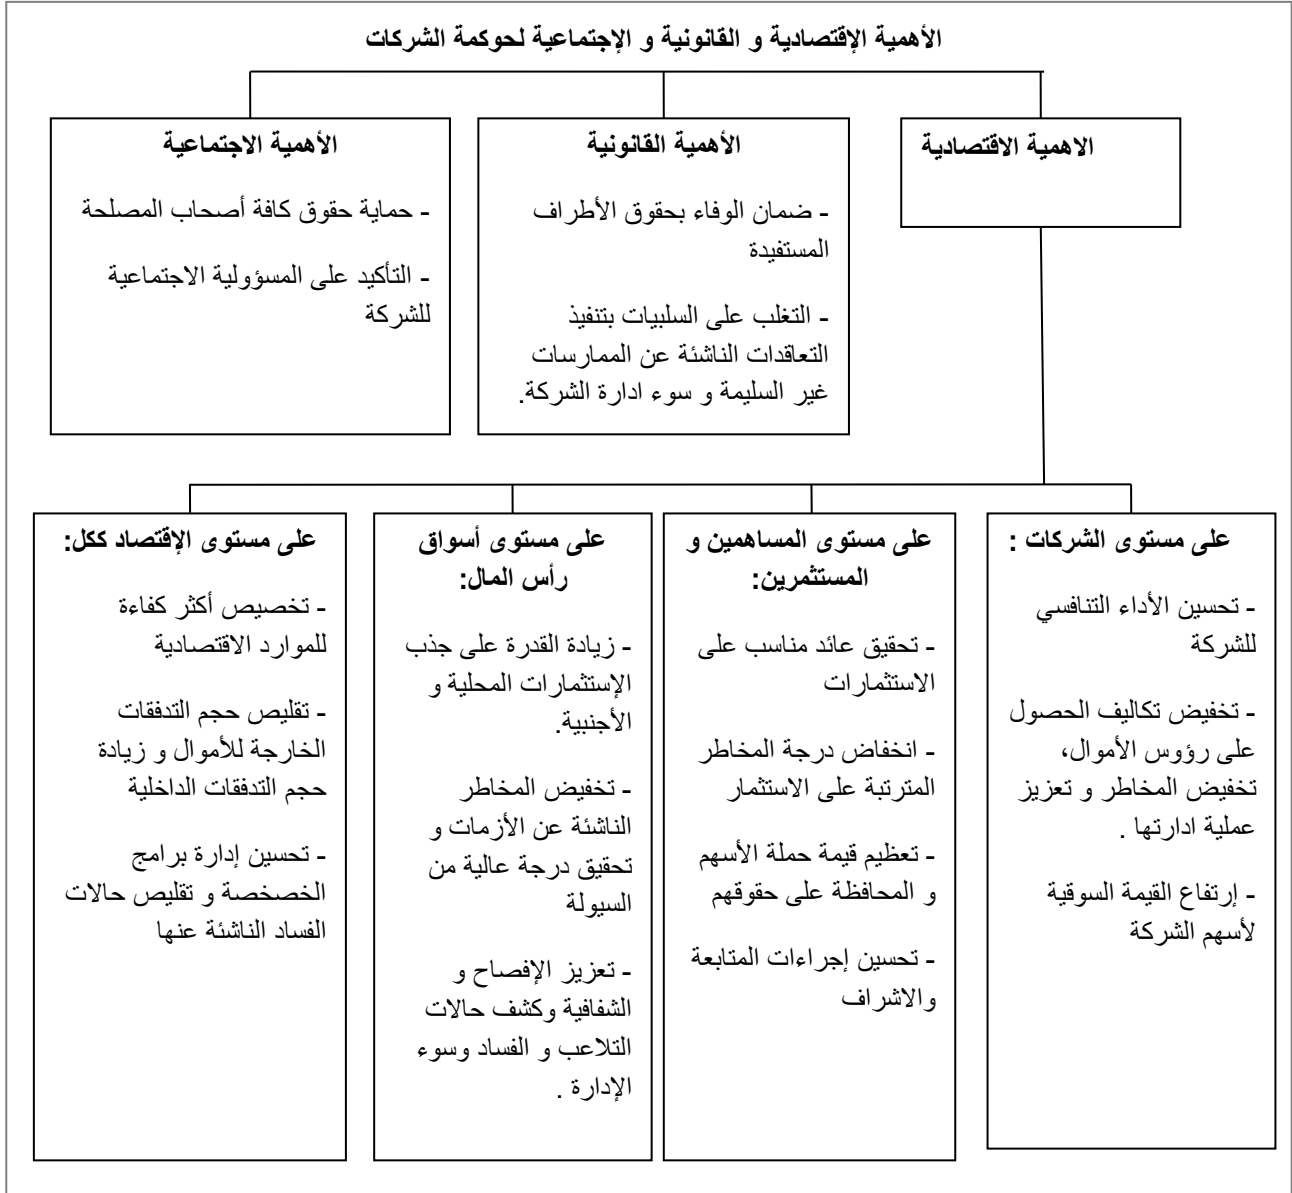 الأهمية الإقتصادية و القانونية و الإجتماعية لحوكمة الشركات
الاهمية الاقتصادية
الأهمية القانونية
- ضمان الوفاء بحقوق الأطراف
المستفيدة
- التغلب على السلبيات بتنفيذ
التعاقدات الناشئة عن الممارسات
غير السليمة و سوء ادارة الشركة.
الأهمية الاجتماعية
- حماية حقوق كافة أصحاب المصلحة
- التأكيد على المسؤولية الاجتماعية
للشركة
على مستوى الشركات :
- تحسين الأداء التنافسي
للشركة
- تخفيض تكاليف الحصول
على رؤوس الأموال،
تخفيض المخاطر و تعزيز
عملية ادارتها .
- إرتفاع القيمة السوقية
لأسهم الشركة
على مستوى المساهمين و
المستثمرين:
- تحقيق عائد مناسب على
الاستثمارات
- انخفاض درجة المخاطر
المترتبة على الاستثمار
- تعظيم قيمة حملة الأسهم
و المحافظة على حقوقهم
- تحسين إجراءات المتابعة
والاشراف
على مستوى أسواق
رأس المال:
- زيادة القدرة على جذب
الإستثمارات المحلية و
الأجنبية.
- تخفيض المخاطر
الناشئة عن الأزمات و
تحقيق درجة عالية من
السيولة
- تعزيز الإفصاح و
الشفافية وكشف حالات
التلاعب و الفساد وسوء
الإدارة .
على مستوى الإقتصاد ككل:
- تخصيص أكثر كفاءة
للموارد الاقتصادية
- تقليص حجم التدفقات
الخارجة للأموال و زيادة
حجم التدفقات الداخلية
- تحسين إدارة برامج
الخصخصة و تقليص حالات
الفساد الناشئة عنها